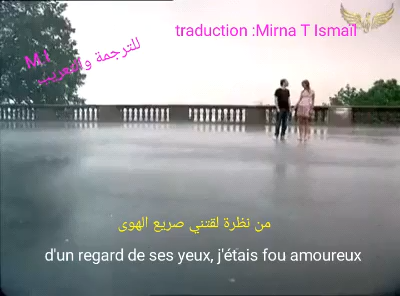 traduction :Mirna T Ismail
M t
للترجمة والتعريب
من نظرة لقتني صريع الهوى
d'un regard de ses yeux, j'étais fou amoureux